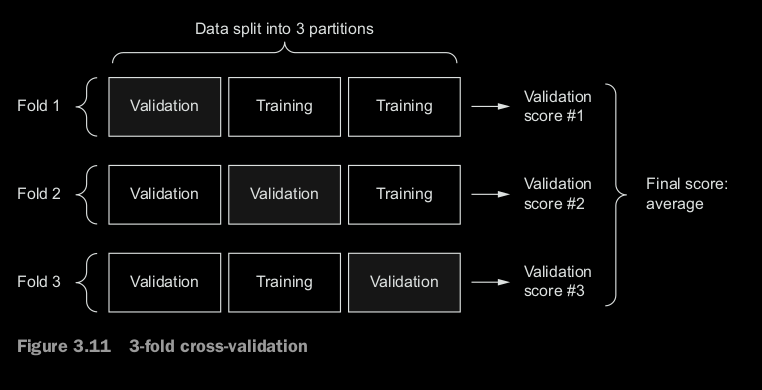 Data split into 3 partitions
Fold 1 Validation Training Training Validation
score #1
Fold 2 Validation Validation Training Validation
score #2
Final score:
average
Fold 3 Validation Training Validation Validation
score #3
Figure 3.11 3-fold cross-validation